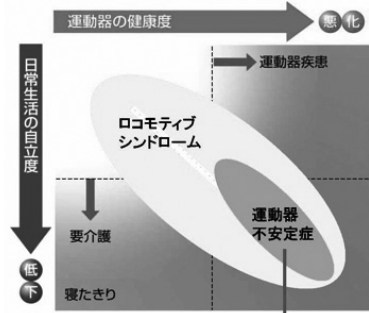 運動器の健康度
悪化
日常生活の自立度
運動器疾患
ロコモティブ
シンドローム
運動器
不安定症
要介護
低下
寝たきり